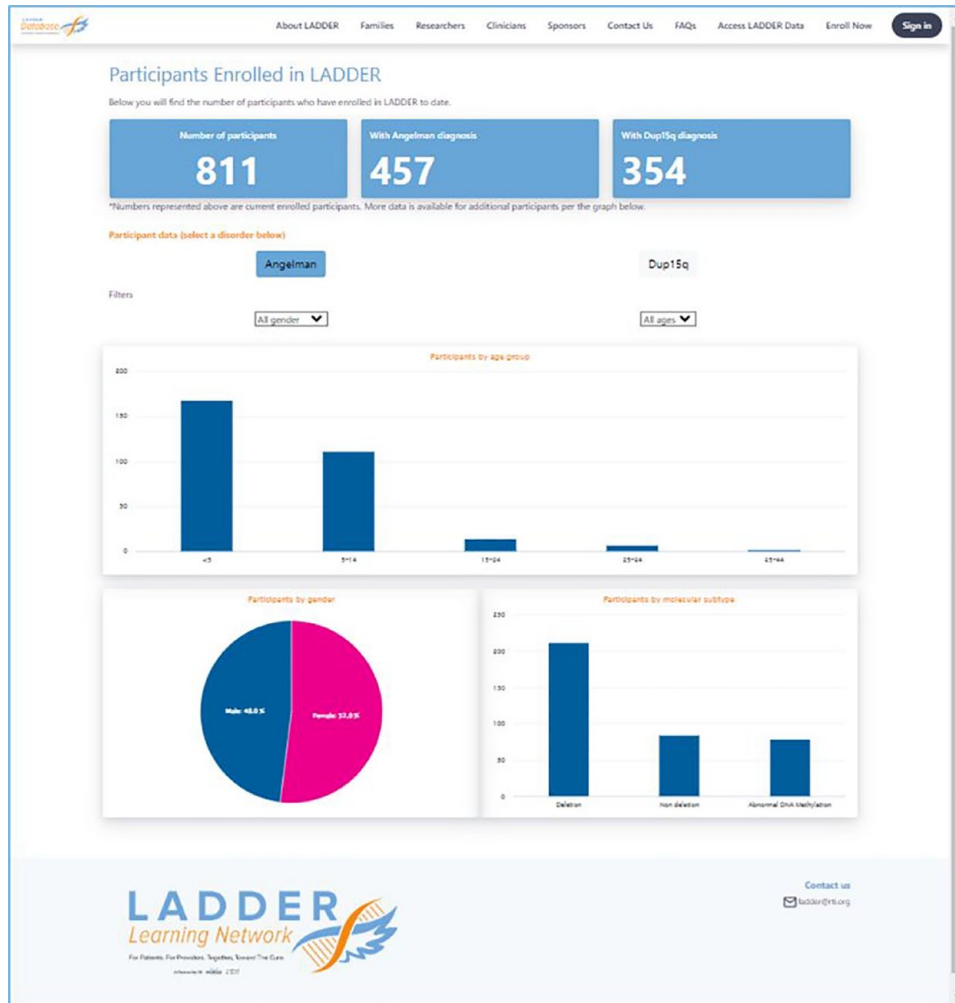 LADDER
Database
About LADDER Families Researchers Clinicians Sponsors Contact Us FAQs Access LADDER Data Enroll Now Sign in
Participants Enrolled in LADDER
Below you will find the number of participants who have enrolled in LADDER to date.
Number of participants With Angelman diagnosis With Dup15q diagnosis
811 457 354
*Numbers represented above are current enrolled participants. More data is available for additional participants per the graph below.
Participant data (select a disorder below)
Angelman Dup15q
Filters
All gender All ages
Participants by age group
200
150
100
50
0
<5 5-14 15-24 25-34
Participants by gender Participants by molecular subtype
250
200
150
100
50
0
Male: 48.0% Female: 52.0%
Deletion Non deletion Abnormal DNA Methylation
LADDER
Learning Network
For Patients. For Providers. Together, Toward The Cure.
Contact us
ladder@rti.org